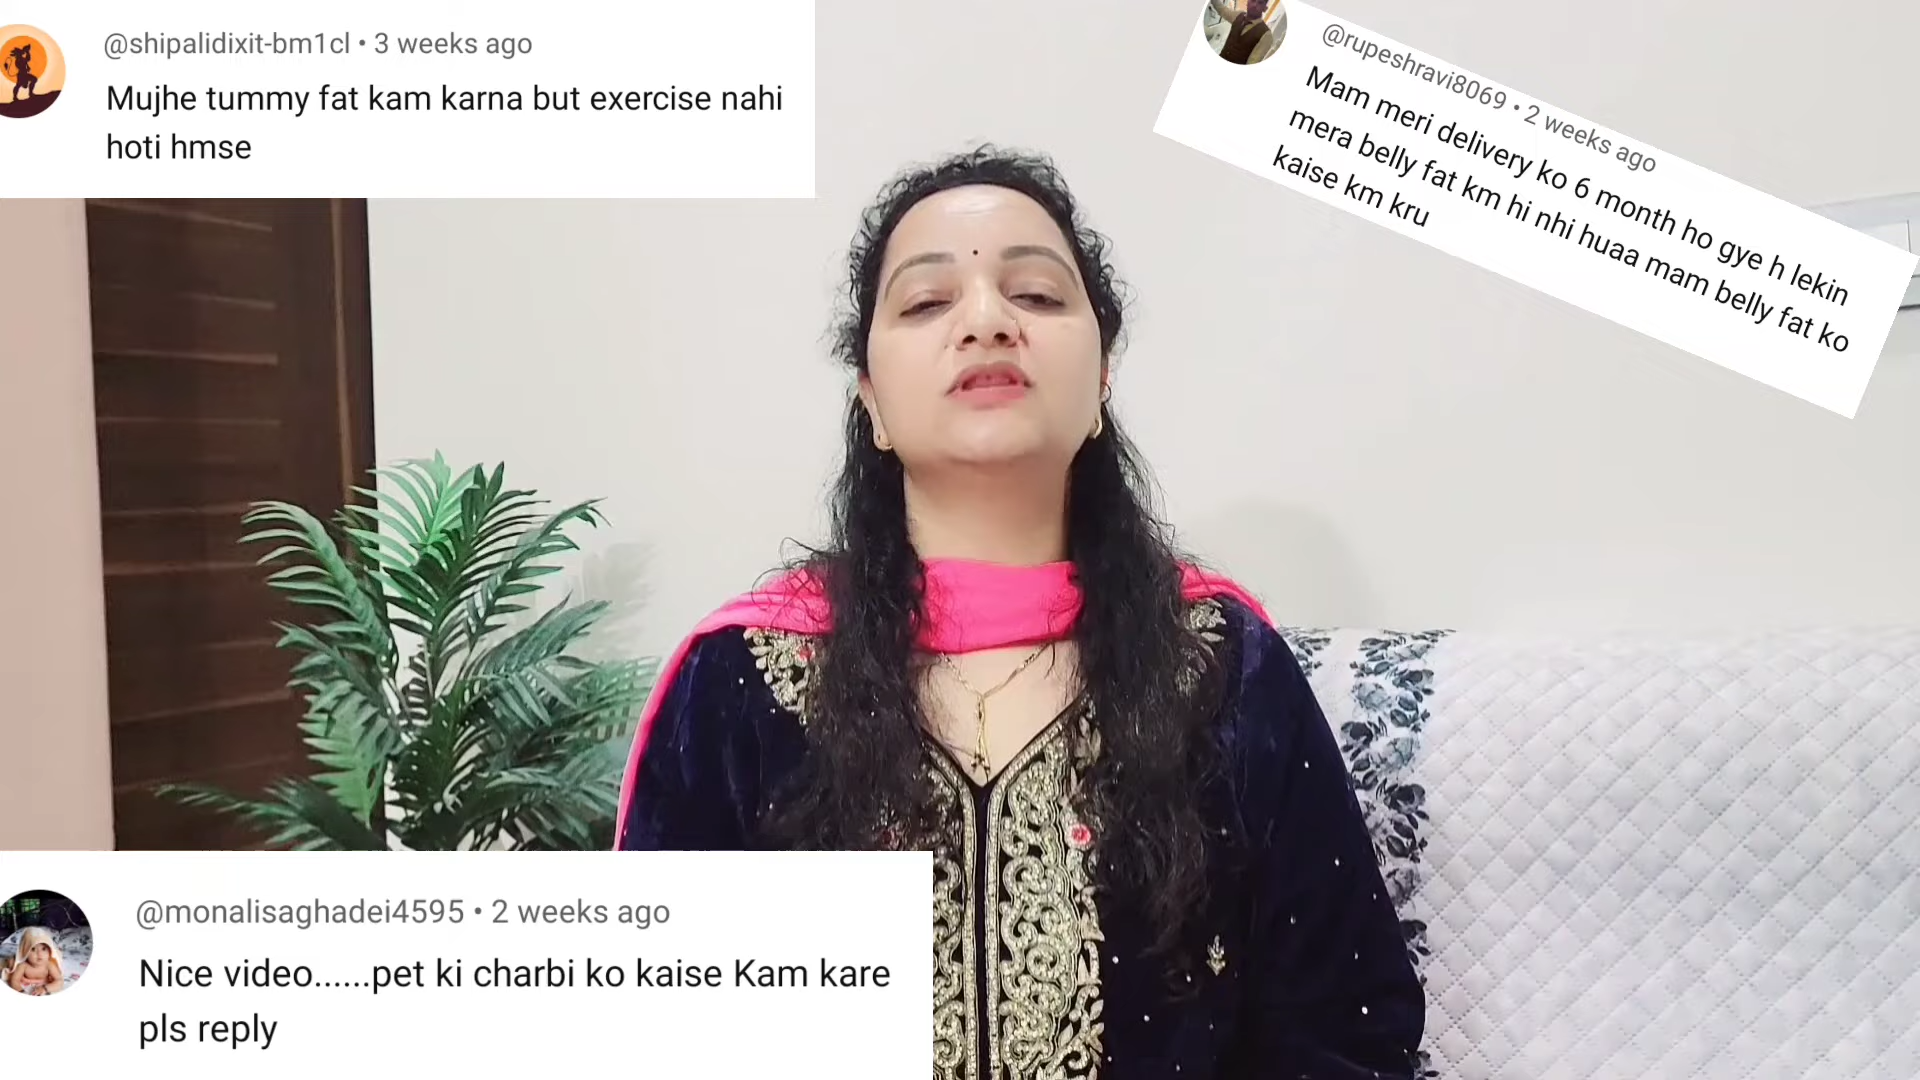 @shipalidixit-bm1cl • 3 weeks ago
Mujhe tummy fat kam karna but exercise nahi
hoti hmse
@rupeshravi8069 • 2 weeks ago
Mam meri delivery ko 6 month ho gye h lekin
mera belly fat km hi nhi huaa mam belly fat ko
kaise km kru
@monalisaghadei4595 • 2 weeks ago
Nice video......pet ki charbi ko kaise Kam kare
pls reply